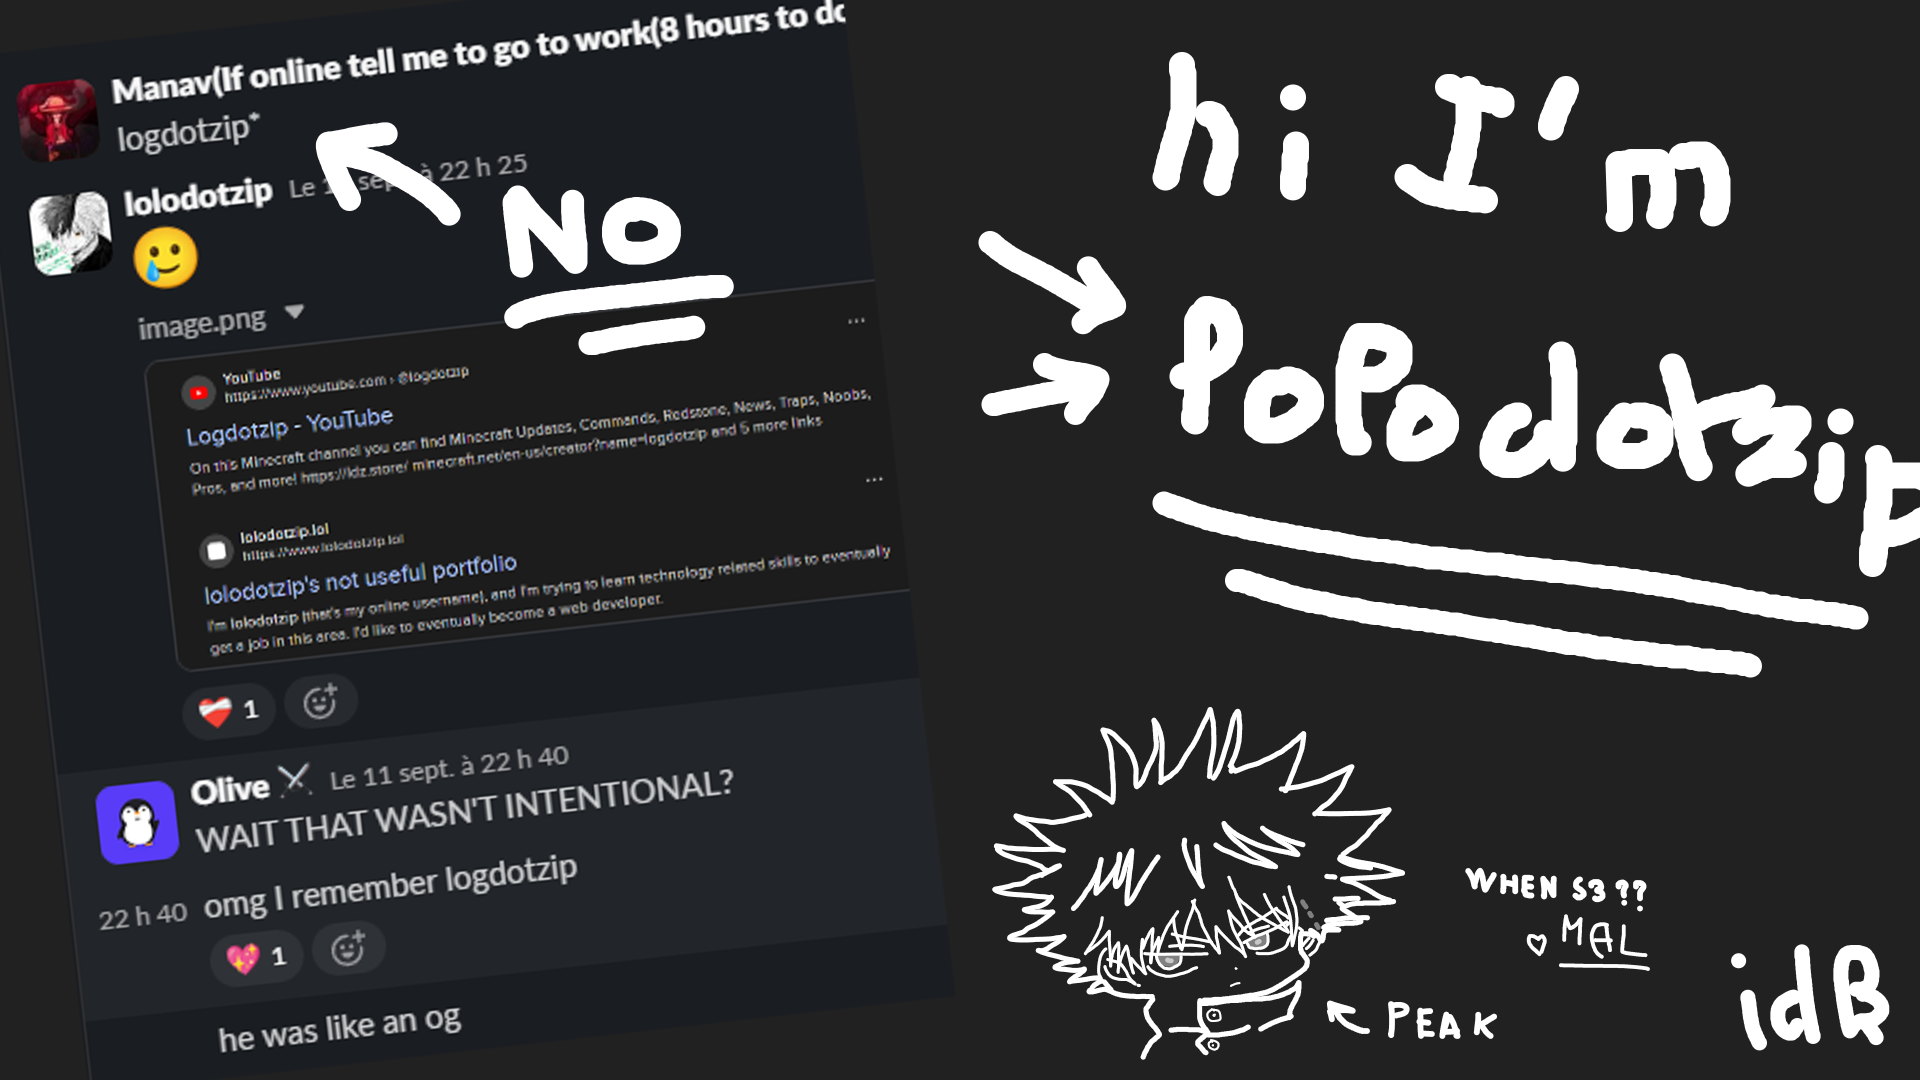 Manav(If online tell me to go to work(8 hours to do
logdotzip*
lolodotzip Le sep à 22 h 25
NO
image.png
YouTube
https://www.youtube.com › @logdotzip
Logdotzip - YouTube
On this Minecraft channel you can find Minecraft Updates, Commands, Redstone, News, Traps, Noobs,
Pros, and more! https://ldz.store/ minecraft.net/en-us/creator?name=logdotzip and 5 more links
lolodotzip.lol
https://www.lolodotzip.lol
lolodotzip's not useful portfolio
I'm lolodotzip (that's my online username), and I'm trying to learn technology related skills to eventually
get a job in this area. I'd like to eventually become a web developer.
1
Olive Le 11 sept. à 22 h 40
WAIT THAT WASN'T INTENTIONAL?
22 h 40 omg I remember logdotzip
1
he was like an og
hi I'm
PoPodotzip
WHEN S3 ??
MAL
PEAK